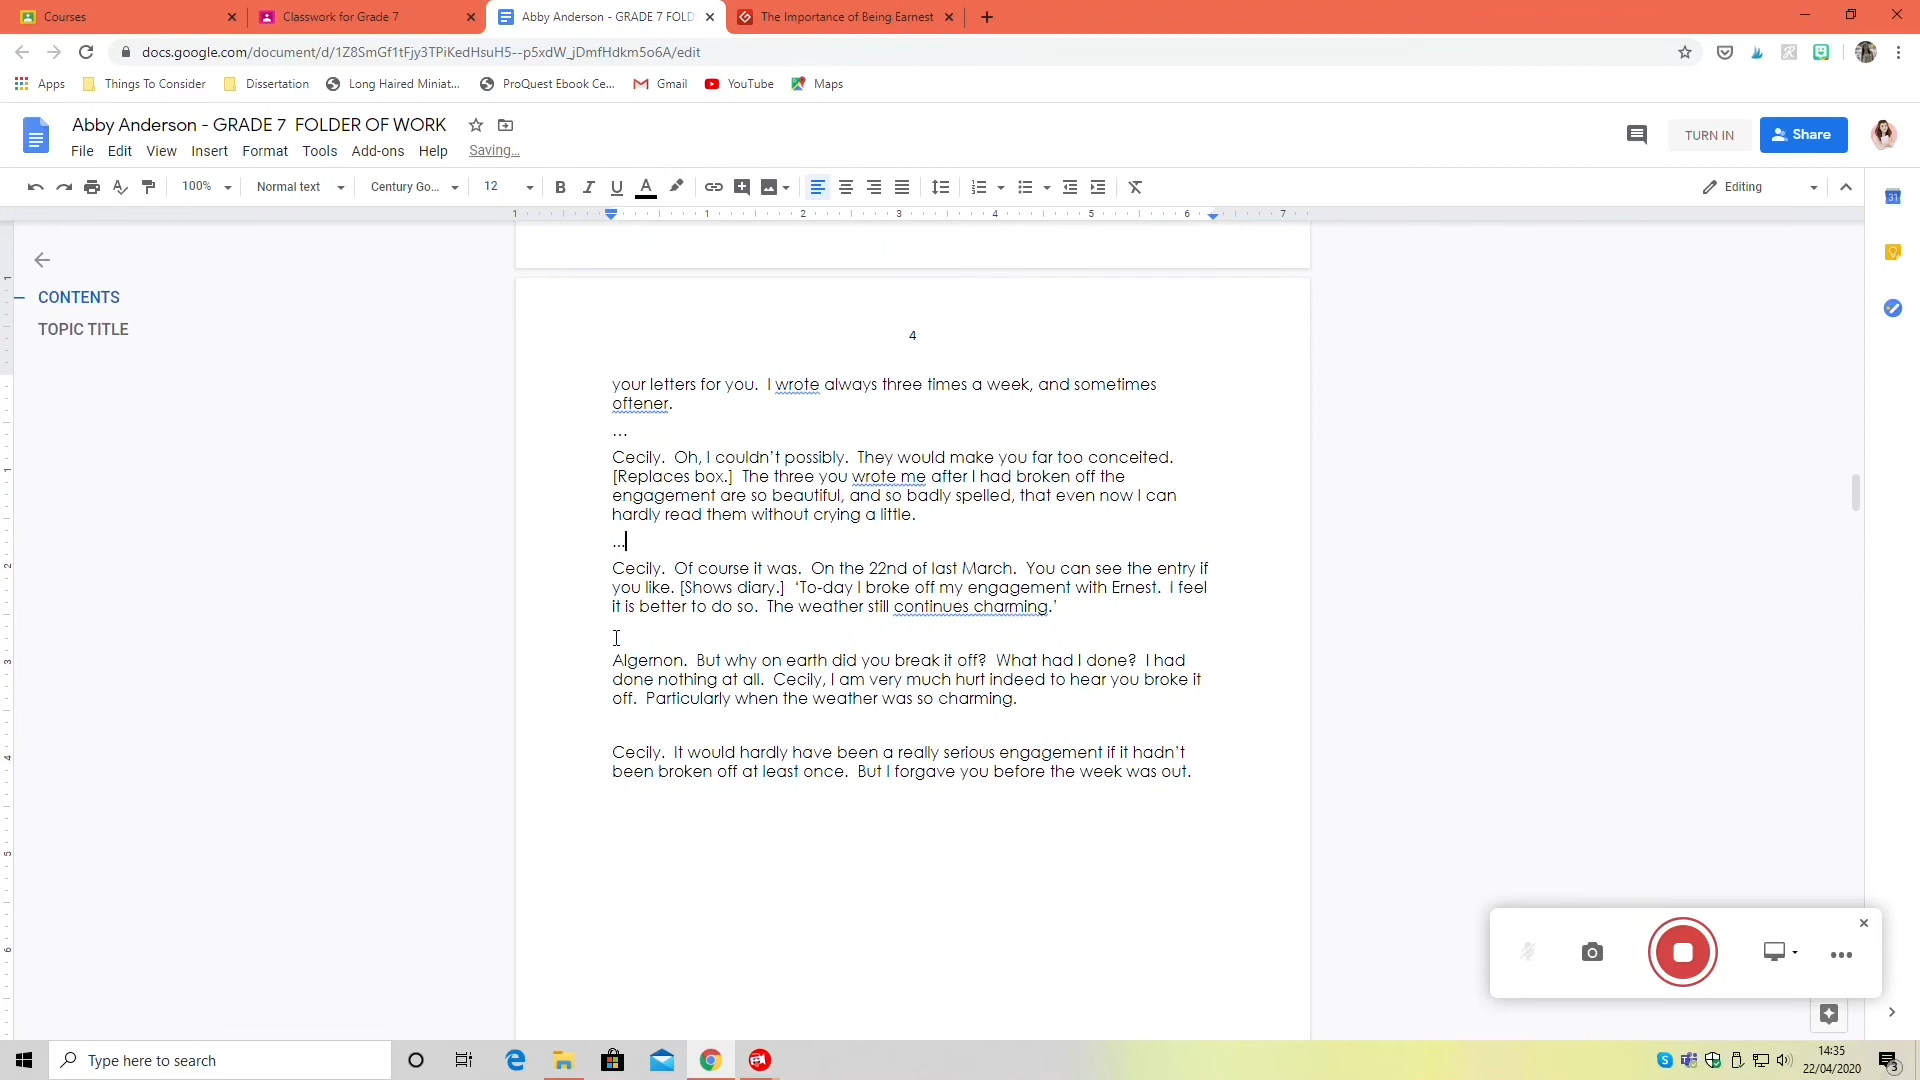 Courses
Classwork for Grade 7
Abby Anderson - GRADE 7 FOLD
The Importance of Being Earnest
docs.google.com/document/d/1Z8SmGf1tFjy3TPiKedHsuH5--p5xdW_jDmfHdkm5o6A/edit
Apps
Things To Consider
Dissertation
Long Haired Miniat...
ProQuest Ebook Ce...
Gmail
YouTube
Maps
Abby Anderson - GRADE 7 FOLDER OF WORK
File Edit View Insert Format Tools Add-ons Help Saving...
TURN IN
Share
100%
Normal text
Century Go...
12
B I U A
Editing
1 1 2 3 4 5 6 7
CONTENTS
TOPIC TITLE
4
your letters for you. I wrote always three times a week, and sometimes
oftener.
...
Cecily. Oh, I couldn't possibly. They would make you far too conceited.
[Replaces box.] The three you wrote me after I had broken off the
engagement are so beautiful, and so badly spelled, that even now I can
hardly read them without crying a little.
...
Cecily. Of course it was. On the 22nd of last March. You can see the entry if
you like. [Shows diary.] ‘To-day I broke off my engagement with Ernest. I feel
it is better to do so. The weather still continues charming.’
Algernon. But why on earth did you break it off? What had I done? I had
done nothing at all. Cecily, I am very much hurt indeed to hear you broke it
off. Particularly when the weather was so charming.
Cecily. It would hardly have been a really serious engagement if it hadn't
been broken off at least once. But I forgave you before the week was out.
Type here to search
14:35
22/04/2020
3